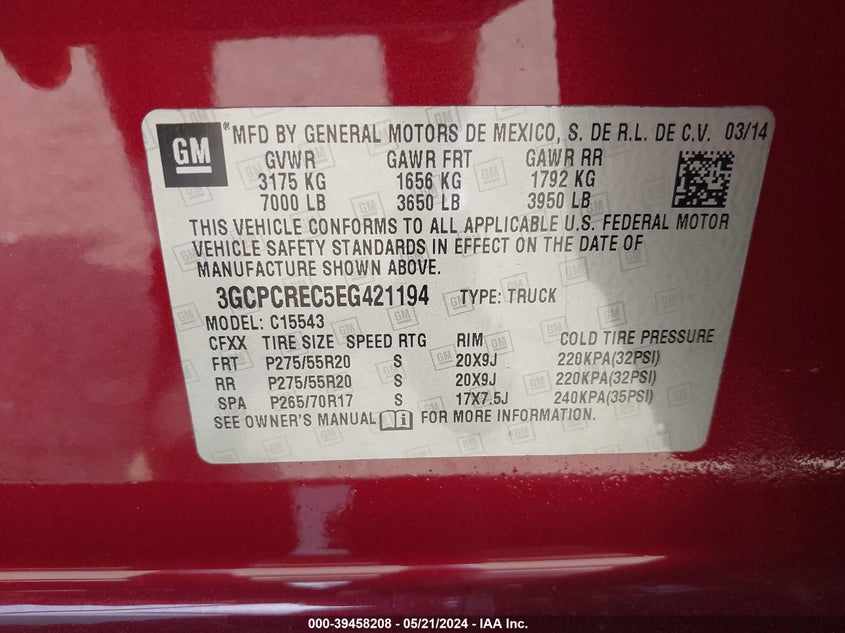 GM ® MFD BY GENERAL MOTORS DE MEXICO, S. DE R.L. DE C.V. 03/14
GVWR GAWR FRT GAWR RR
3175 KG 1656 KG 1792 KG
7000 LB 3650 LB 3950 LB
THIS VEHICLE CONFORMS TO ALL APPLICABLE U.S. FEDERAL MOTOR
VEHICLE SAFETY STANDARDS IN EFFECT ON THE DATE OF
MANUFACTURE SHOWN ABOVE.
3GCPCREC5EG421194 TYPE: TRUCK
MODEL: C15543
CFXX TIRE SIZE SPEED RTG RIM COLD TIRE PRESSURE
FRT P275/55R20 S 20X9J 220KPA(32PSI)
RR P275/55R20 S 20X9J 220KPA(32PSI)
SPA P265/70R17 S 17X7.5J 240KPA(35PSI)
SEE OWNER'S MANUAL i FOR MORE INFORMATION.
000-39458208 - 05/21/2024 - IAA Inc.